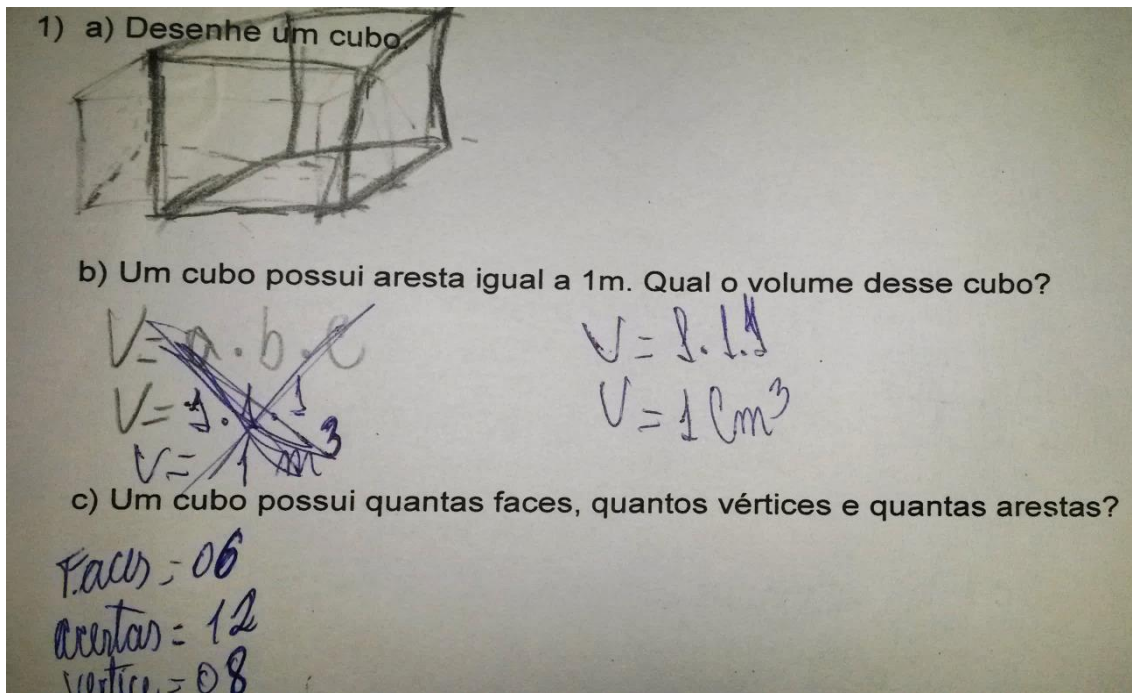 1) a) Desenhe um cubo.
b) Um cubo possui aresta igual a 1m. Qual o volume desse cubo?
V = a.b.c
V = 1.1.1
V = 1 m³
V = 1.1.1
V = 1 Cm³
c) Um cubo possui quantas faces, quantos vértices e quantas arestas?
Faces = 06
arestas = 12
vertice = 08